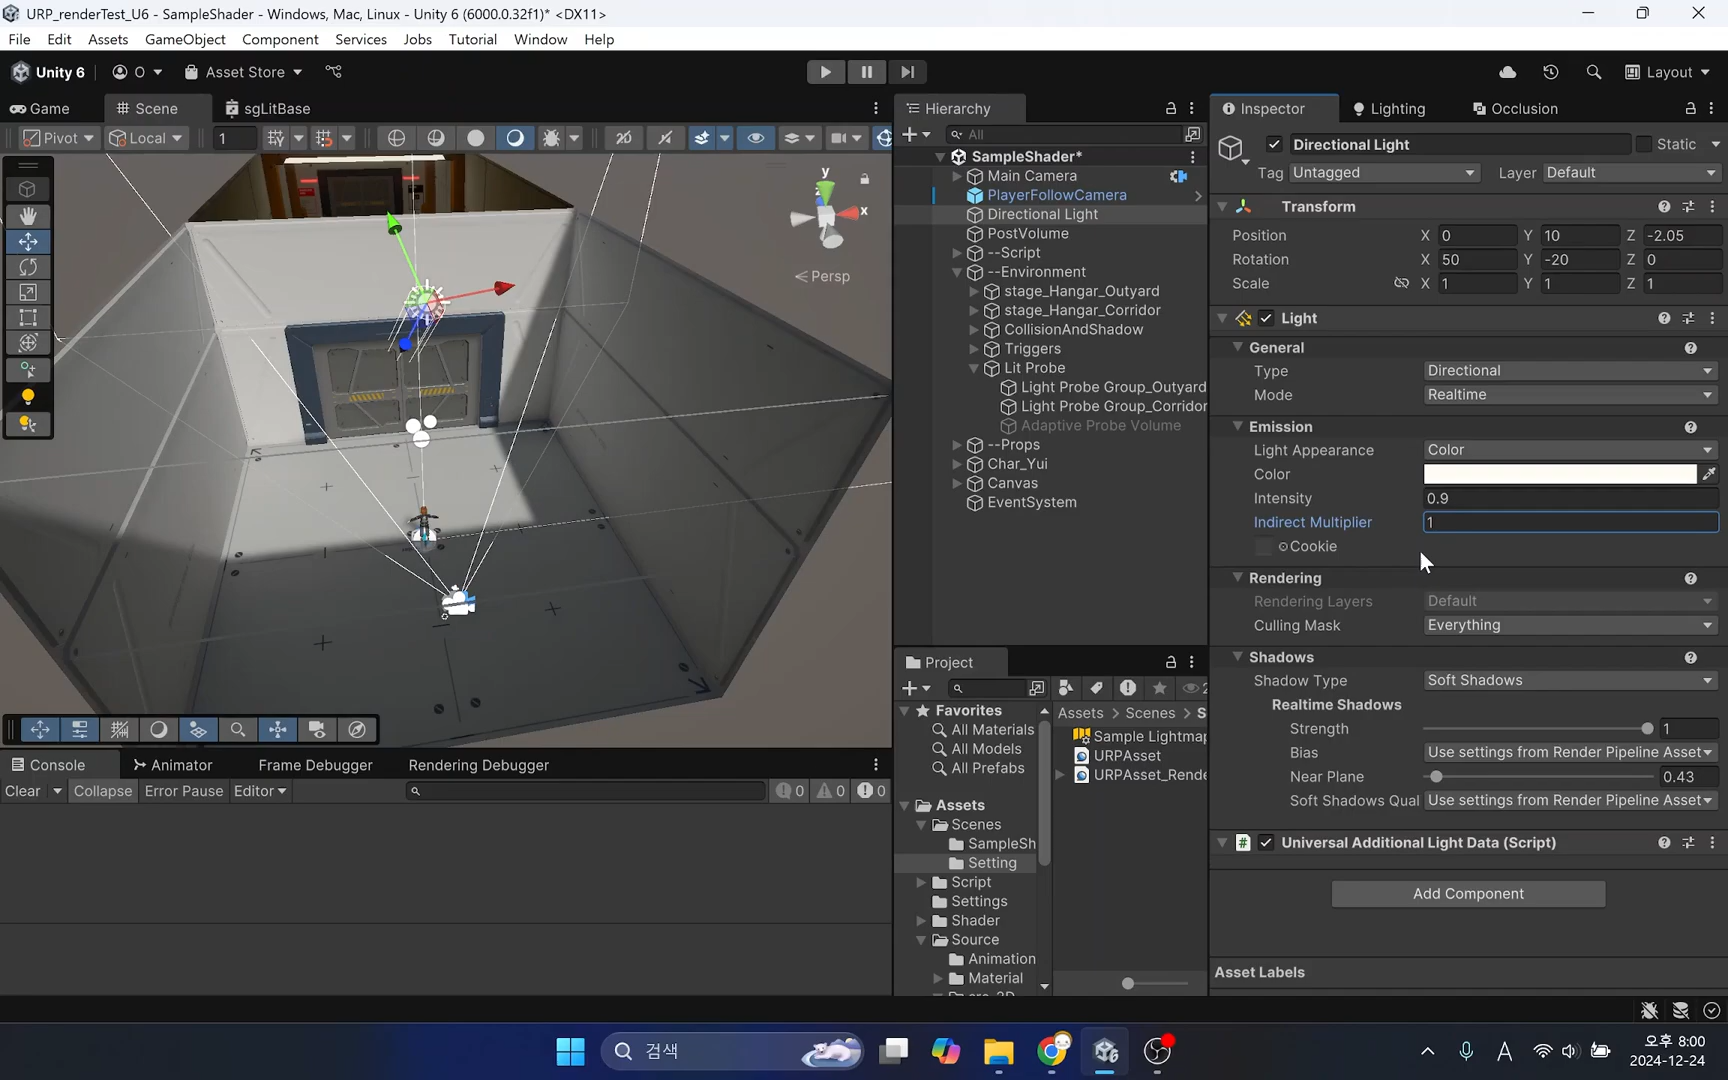 URP_renderTest_U6 - SampleShader - Windows, Mac, Linux - Unity 6 (6000.0.32f1)* <DX11>
File Edit Assets GameObject Component Services Jobs Tutorial Window Help
Unity 6 O Asset Store Layout
Game Scene sgLitBase
Pivot Local 1 2D
y
x
Persp
Console Animator Frame Debugger Rendering Debugger
Clear Collapse Error Pause Editor 0 0 0
Hierarchy
All
SampleShader*
Main Camera
PlayerFollowCamera
Directional Light
PostVolume
--Script
--Environment
stage_Hangar_Outyard
stage_Hangar_Corridor
CollisionAndShadow
Triggers
Lit Probe
Light Probe Group_Outyard
Light Probe Group_Corridor
Adaptive Probe Volume
--Props
Char_Yui
Canvas
EventSystem
Project
2
Favorites
All Materials
All Models
All Prefabs
Assets
Scenes
SampleSh
Setting
Script
Settings
Shader
Source
Animation
Material
Assets > Scenes > S
Sample Lightmap
URPAsset
URPAsset_Rende
Inspector Lighting Occlusion
Directional Light Static
Tag Untagged Layer Default
Transform
Position X 0 Y 10 Z -2.05
Rotation X 50 Y -20 Z 0
Scale X 1 Y 1 Z 1
Light
General
Type Directional
Mode Realtime
Emission
Light Appearance Color
Color
Intensity 0.9
Indirect Multiplier 1
Cookie
Rendering
Rendering Layers Default
Culling Mask Everything
Shadows
Shadow Type Soft Shadows
Realtime Shadows
Strength 1
Bias Use settings from Render Pipeline Asset
Near Plane 0.43
Soft Shadows Qual Use settings from Render Pipeline Asset
# Universal Additional Light Data (Script)
Add Component
Asset Labels
검색
A
오후 8:00
2024-12-24